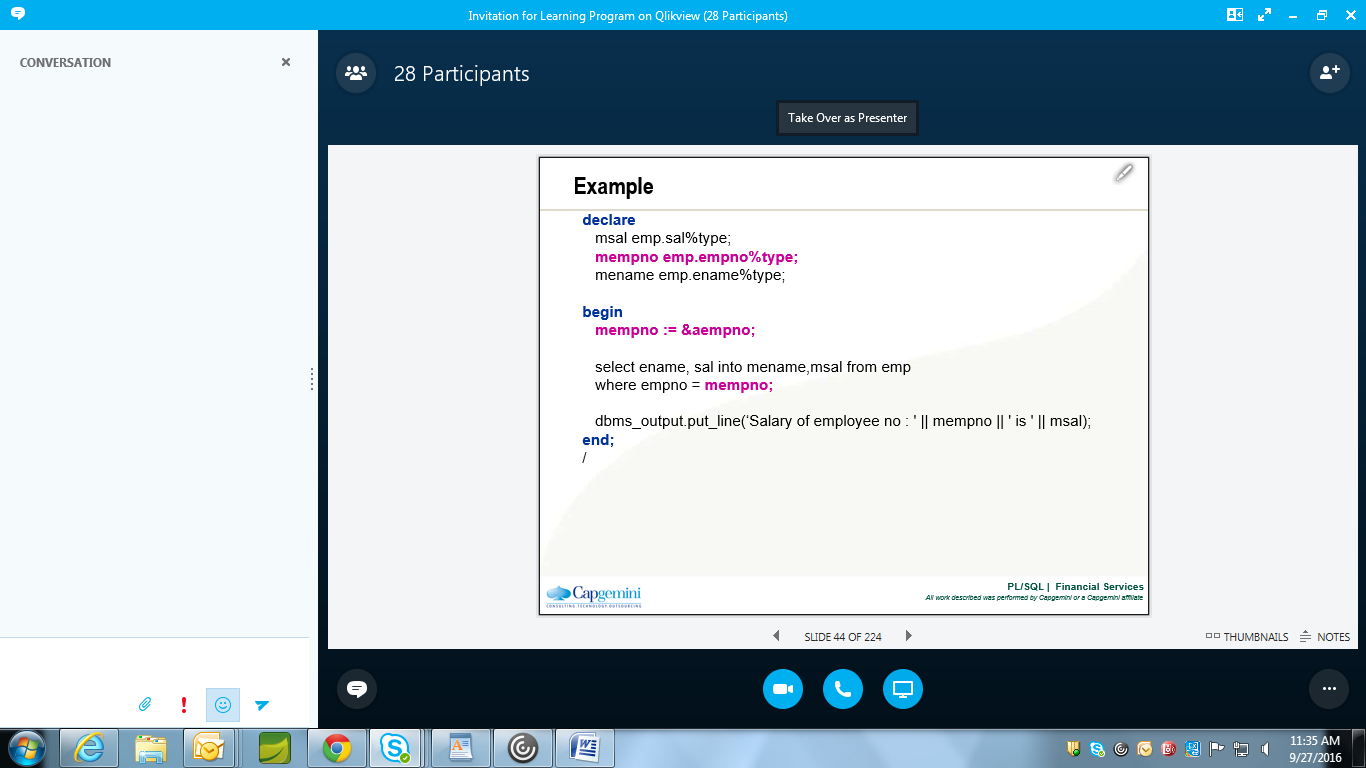 Invitation for Learning Program on Qlikview (28 Participants)
CONVERSATION
28 Participants
Take Over as Presenter
Example
declare
msal emp.sal%type;
mempno emp.empno%type;
mename emp.ename%type;
begin
mempno := &aempno;
select ename, sal into mename,msal from emp
where empno = mempno;
dbms_output.put_line(‘Salary of employee no : ' || mempno || ' is ' || msal);
end;
/
Capgemini
CONSULTING.TECHNOLOGY.OUTSOURCING
PL/SQL | Financial Services
All work described was performed by Capgemini or a Capgemini affiliate
SLIDE 44 OF 224
THUMBNAILS
NOTES
11:35 AM
9/27/2016